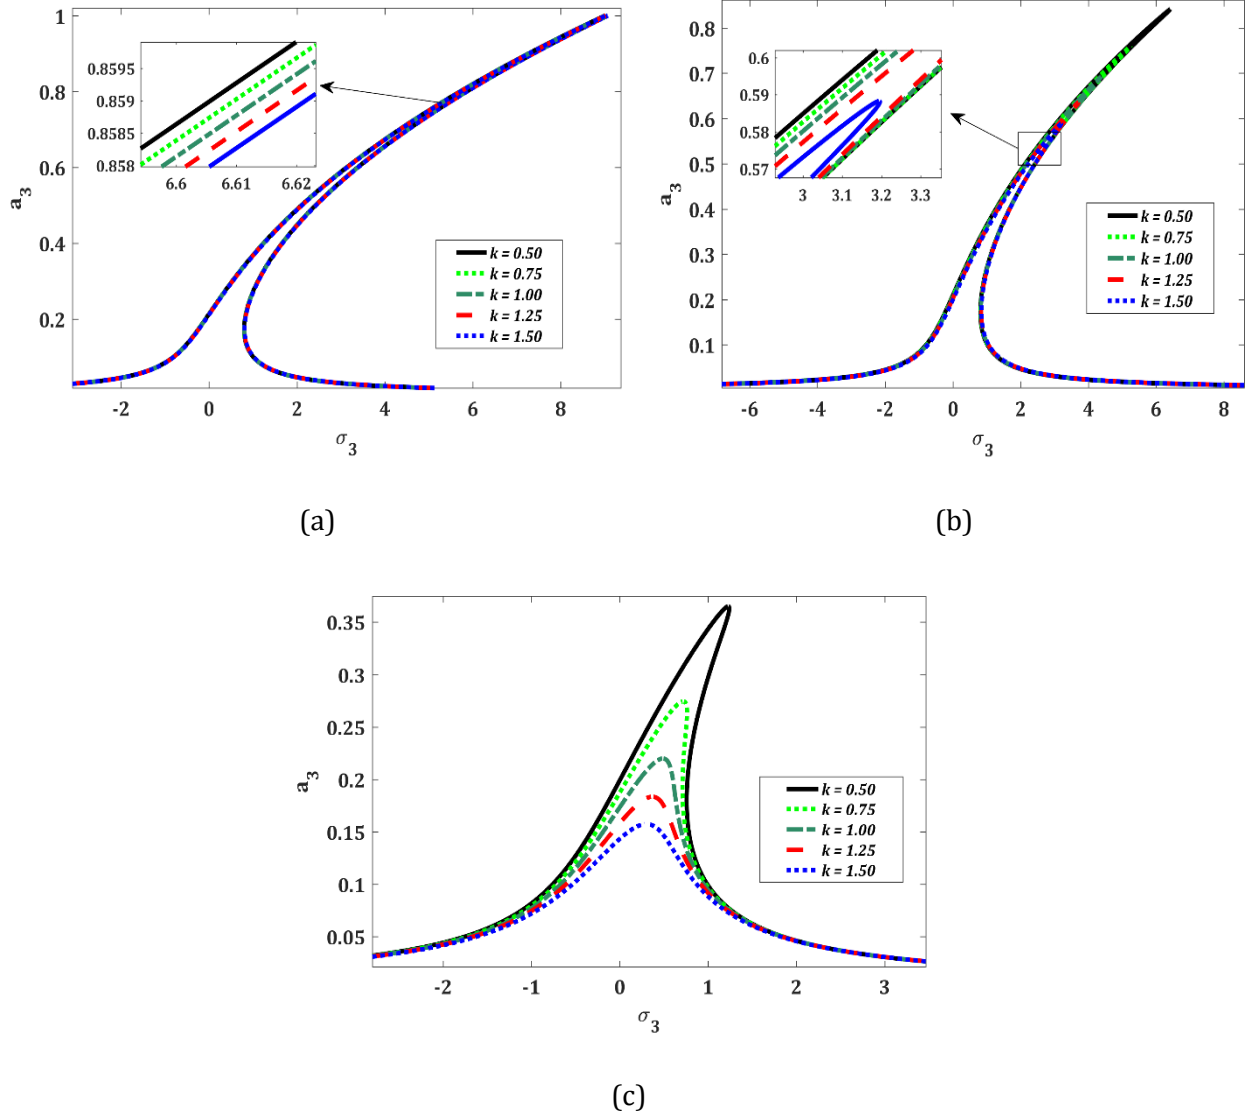 1
0.8
0.6
0.4
0.2
a₃
0.8595
0.859
0.8585
0.858
6.6
6.61
6.62
k = 0.50
k = 0.75
k = 1.00
k = 1.25
k = 1.50
-2
0
2
4
6
8
σ₃
(a)
0.8
0.7
0.6
0.5
0.4
0.3
0.2
0.1
a₃
0.6
0.59
0.58
0.57
3
3.1
3.2
3.3
k = 0.50
k = 0.75
k = 1.00
k = 1.25
k = 1.50
-6
-4
-2
0
2
4
6
8
σ₃
(b)
0.35
0.3
0.25
0.2
0.15
0.1
0.05
a₃
k = 0.50
k = 0.75
k = 1.00
k = 1.25
k = 1.50
-2
-1
0
1
2
3
σ₃
(c)